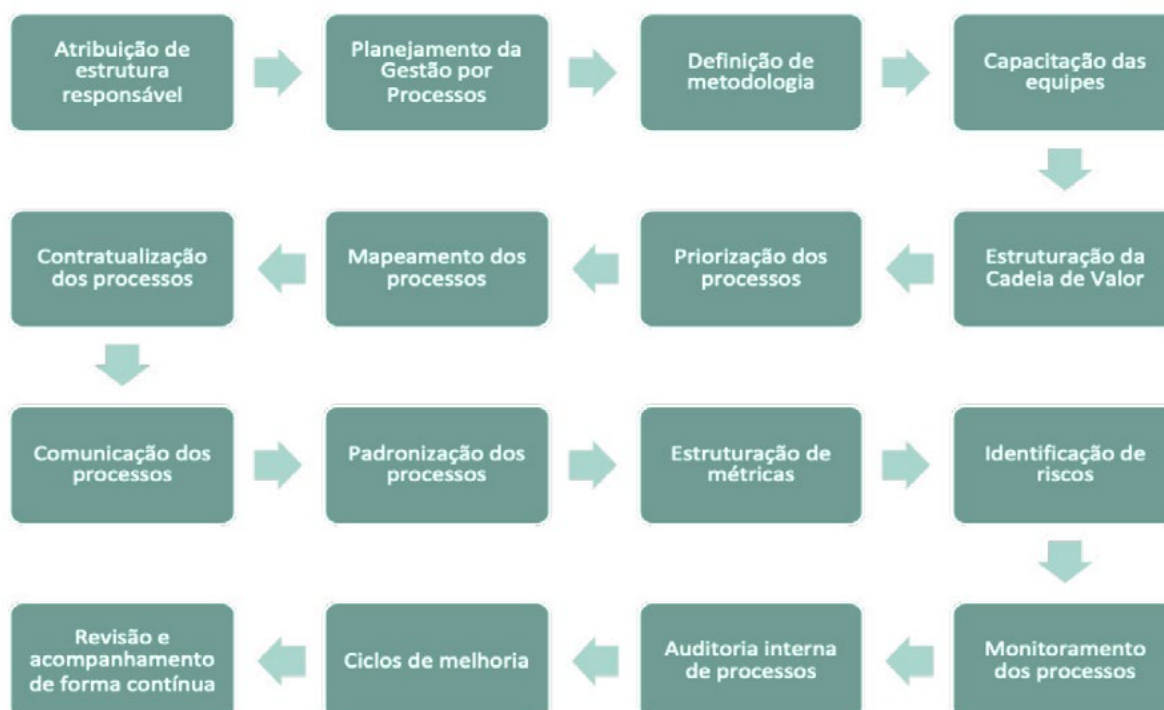 Atribuição de
estrutura
responsável
Planejamento da
Gestão por
Processos
Definição de
metodologia
Capacitação das
equipes
Estruturação da
Cadeia de Valor
Priorização dos
processos
Mapeamento dos
processos
Contratualização
dos processos
Comunicação dos
processos
Padronização dos
processos
Estruturação de
métricas
Identificação de
riscos
Monitoramento
dos processos
Auditoria interna
de processos
Ciclos de melhoria
Revisão e
acompanhamento
de forma contínua